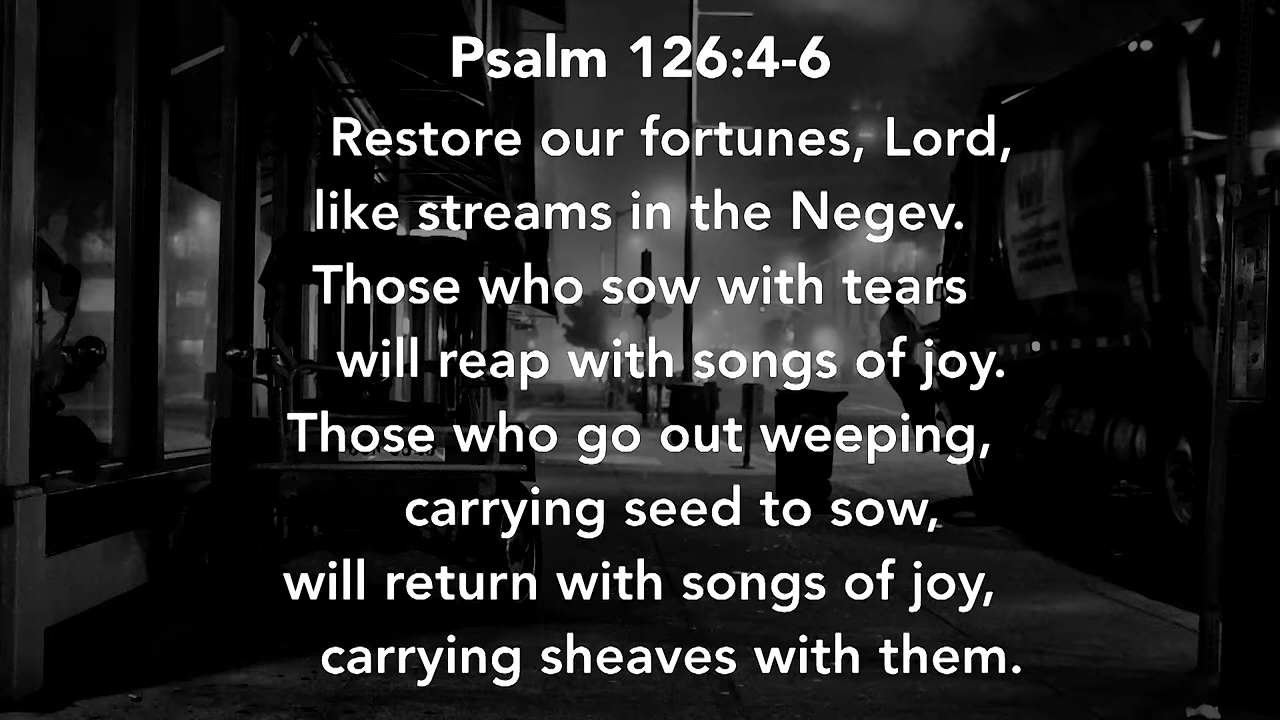 Psalm 126:4-6
Restore our fortunes, Lord,
like streams in the Negev.
Those who sow with tears
will reap with songs of joy.
Those who go out weeping,
carrying seed to sow,
will return with songs of joy,
carrying sheaves with them.